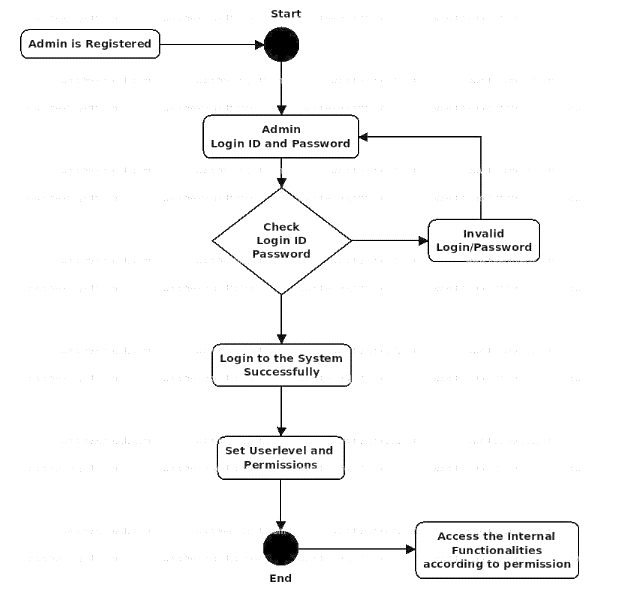 Start
Admin is Registered
Admin
Login ID and Password
Check
Login ID
Password
Invalid
Login/Password
Login to the System
Successfully
Set Userlevel and
Permissions
End
Access the Internal
Functionalities
according to permission